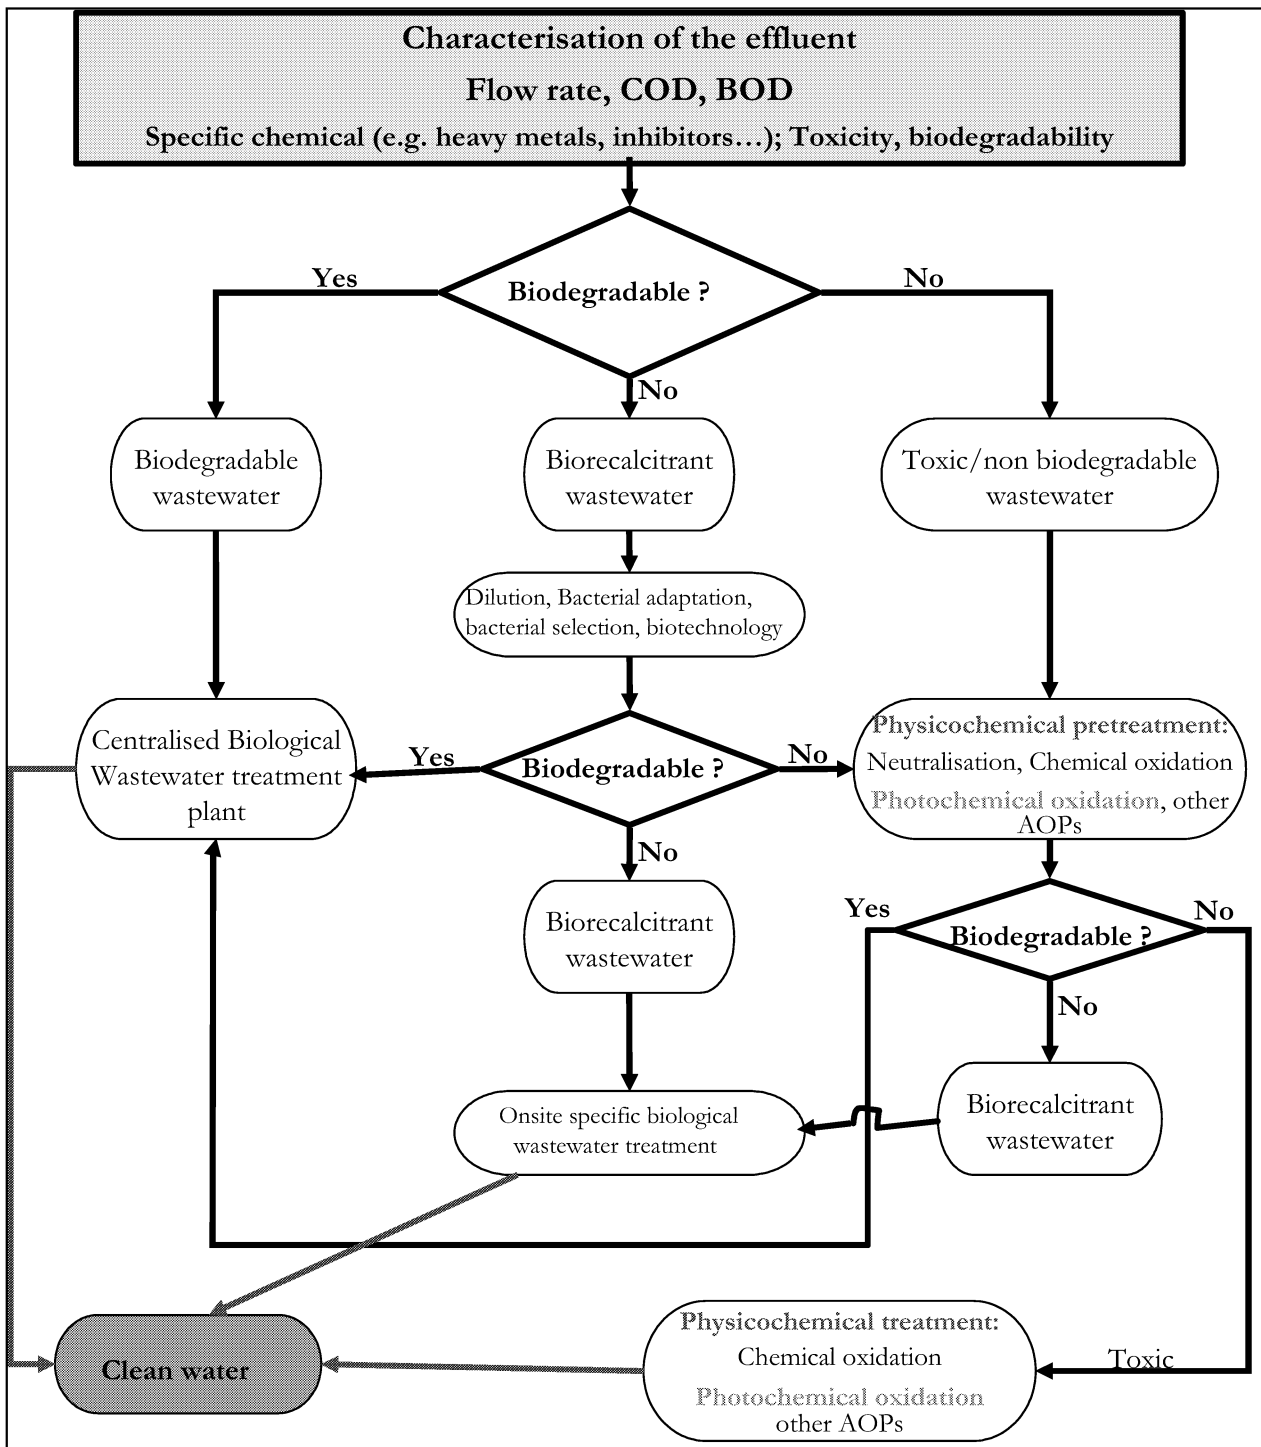 Characterisation of the effluent
Flow rate, COD, BOD
Specific chemical (e.g. heavy metals, inhibitors…); Toxicity, biodegradability
Biodegradable ?
Yes
No
No
Biodegradable
wastewater
Biorecalcitrant
wastewater
Toxic/non biodegradable
wastewater
Dilution, Bacterial adaptation,
bacterial selection, biotechnology
Centralised Biological
Wastewater treatment
plant
Yes
Biodegradable ?
No
Physicochemical pretreatment:
Neutralisation, Chemical oxidation
Photochemical oxidation, other
AOPs
No
Biorecalcitrant
wastewater
Yes
Biodegradable ?
No
No
Onsite specific biological
wastewater treatment
Biorecalcitrant
wastewater
Clean water
Physicochemical treatment:
Chemical oxidation
Photochemical oxidation
other AOPs
Toxic